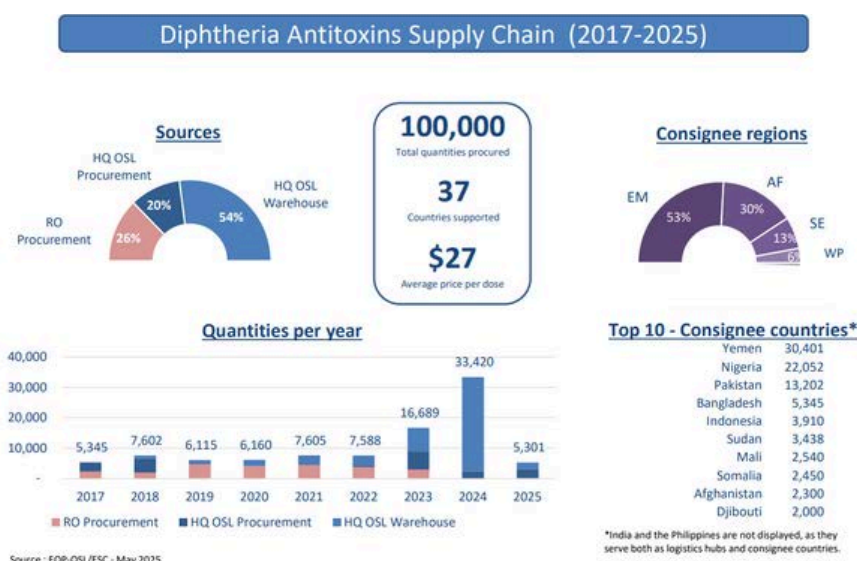 Diphtheria Antitoxins Supply Chain (2017-2025)
Sources
HQ OSL
Procurement
HQ OSL
Warehouse
RO
Procurement
20%
54%
26%
100,000
Total quantities procured
37
Countries supported
$27
Average price per dose
Consignee regions
EM
AF
SE
WP
53%
30%
13%
6%
Quantities per year
40,000
30,000
20,000
10,000
-
5,345
7,602
6,115
6,160
7,605
7,588
16,689
33,420
5,301
2017 2018 2019 2020 2021 2022 2023 2024 2025
RO Procurement HQ OSL Procurement HQ OSL Warehouse
Top 10 - Consignee countries*
Yemen 30,401
Nigeria 22,052
Pakistan 13,202
Bangladesh 5,345
Indonesia 3,910
Sudan 3,438
Mali 2,540
Somalia 2,450
Afghanistan 2,300
Djibouti 2,000
*India and the Philippines are not displayed, as they
serve both as logistics hubs and consignee countries.
Source : EOP-OSL/ESC - May 2025